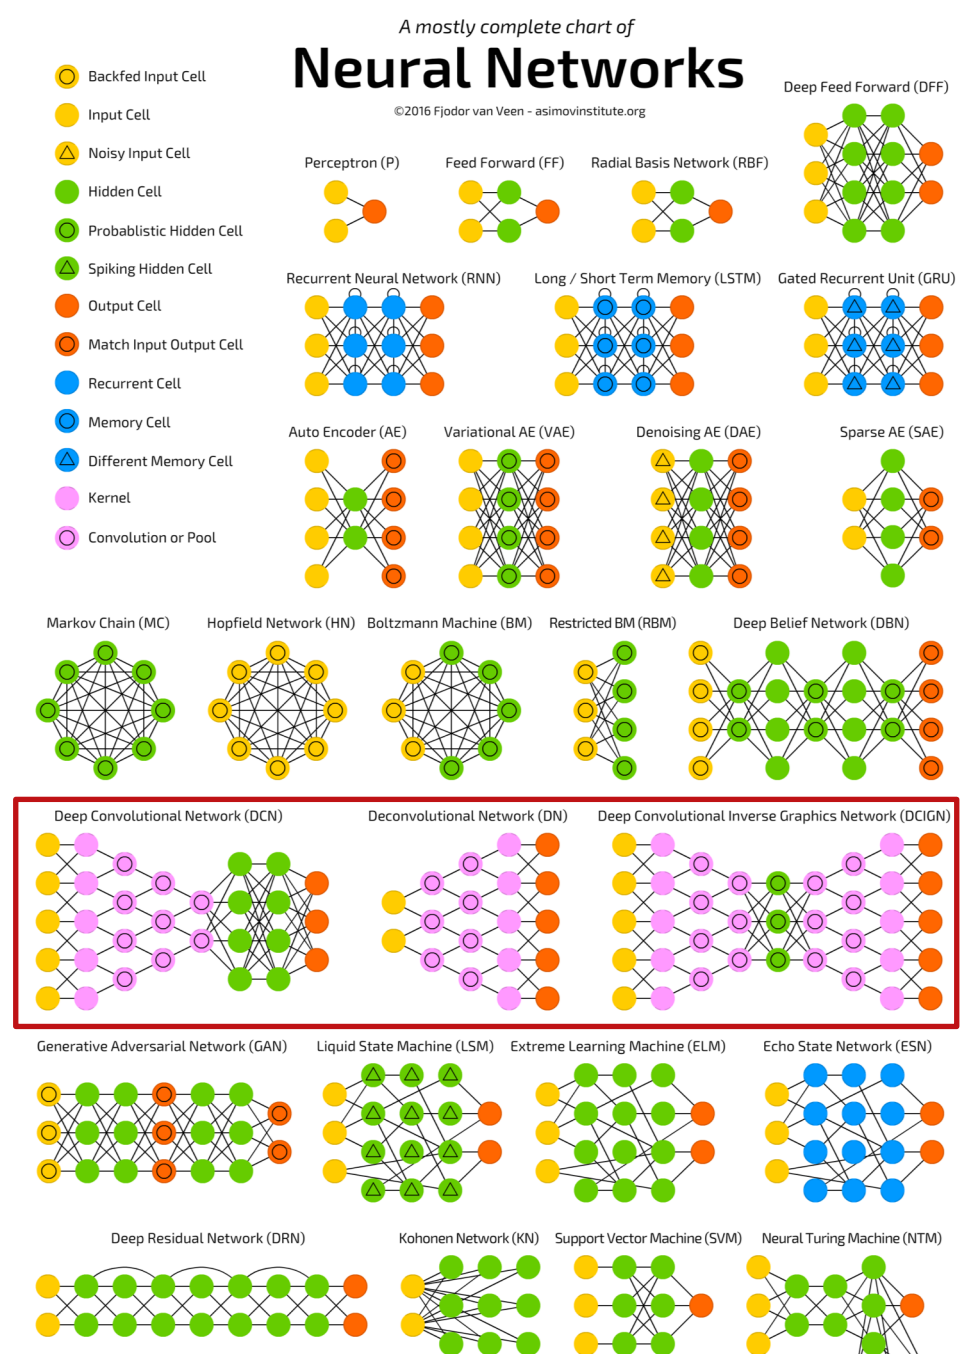 A mostly complete chart of
Neural Networks
©2016 Fjodor van Veen - asimovinstitute.org
Backfed Input Cell
Input Cell
Noisy Input Cell
Hidden Cell
Probablistic Hidden Cell
Spiking Hidden Cell
Output Cell
Match Input Output Cell
Recurrent Cell
Memory Cell
Different Memory Cell
Kernel
Convolution or Pool
Deep Feed Forward (DFF)
Perceptron (P)
Feed Forward (FF)
Radial Basis Network (RBF)
Recurrent Neural Network (RNN)
Long / Short Term Memory (LSTM)
Gated Recurrent Unit (GRU)
Auto Encoder (AE)
Variational AE (VAE)
Denoising AE (DAE)
Sparse AE (SAE)
Markov Chain (MC)
Hopfield Network (HN)
Boltzmann Machine (BM)
Restricted BM (RBM)
Deep Belief Network (DBN)
Deep Convolutional Network (DCN)
Deconvolutional Network (DN)
Deep Convolutional Inverse Graphics Network (DCIGN)
Generative Adversarial Network (GAN)
Liquid State Machine (LSM)
Extreme Learning Machine (ELM)
Echo State Network (ESN)
Deep Residual Network (DRN)
Kohonen Network (KN)
Support Vector Machine (SVM)
Neural Turing Machine (NTM)